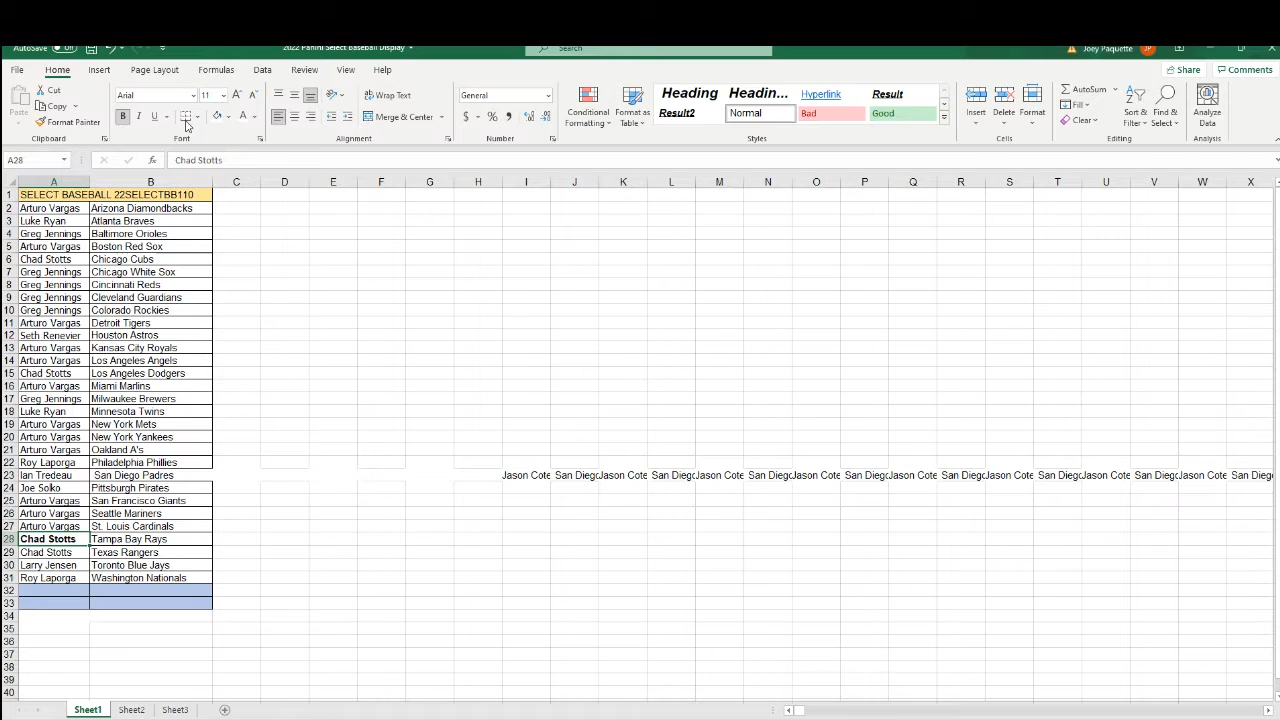 AutoSave Off 2022 Panini Select Baseball Display Search Joey Paquette JP
File Home Insert Page Layout Formulas Data Review View Help Share Comments
Paste Cut Copy Format Painter Clipboard
Arial 11 B I U A Font
Wrap Text Merge & Center Alignment
General $ % Number
Conditional Formatting Heading Headin... Hyperlink Result Result2 Normal Bad Good Styles
Insert Delete Format Cells
AutoSum Fill Clear Sort & Filter Find & Select Editing
Analyze Data Analysis
A28 fx Chad Stotts
A B C D E F G H I J K L M N O P Q R S T U V W X
1 SELECT BASEBALL 22SELECTBB110
2 Arturo Vargas Arizona Diamondbacks
3 Luke Ryan Atlanta Braves
4 Greg Jennings Baltimore Orioles
5 Arturo Vargas Boston Red Sox
6 Chad Stotts Chicago Cubs
7 Greg Jennings Chicago White Sox
8 Greg Jennings Cincinnati Reds
9 Greg Jennings Cleveland Guardians
10 Greg Jennings Colorado Rockies
11 Arturo Vargas Detroit Tigers
12 Seth Renevier Houston Astros
13 Arturo Vargas Kansas City Royals
14 Arturo Vargas Los Angeles Angels
15 Chad Stotts Los Angeles Dodgers
16 Arturo Vargas Miami Marlins
17 Greg Jennings Milwaukee Brewers
18 Luke Ryan Minnesota Twins
19 Arturo Vargas New York Mets
20 Arturo Vargas New York Yankees
21 Arturo Vargas Oakland A's
22 Roy Laporga Philadelphia Phillies
23 Ian Tredeau San Diego Padres Jason Cote San Diego Jason Cote San Diego Jason Cote San Diego Jason Cote San Diego Jason Cote San Diego Jason Cote San Diego Jason Cote San Diego Jason Cote San Diego
24 Joe Solko Pittsburgh Pirates
25 Arturo Vargas San Francisco Giants
26 Arturo Vargas Seattle Mariners
27 Arturo Vargas St. Louis Cardinals
28 Chad Stotts Tampa Bay Rays
29 Chad Stotts Texas Rangers
30 Larry Jensen Toronto Blue Jays
31 Roy Laporga Washington Nationals
32
33
34
35
36
37
38
39
40
Sheet1 Sheet2 Sheet3